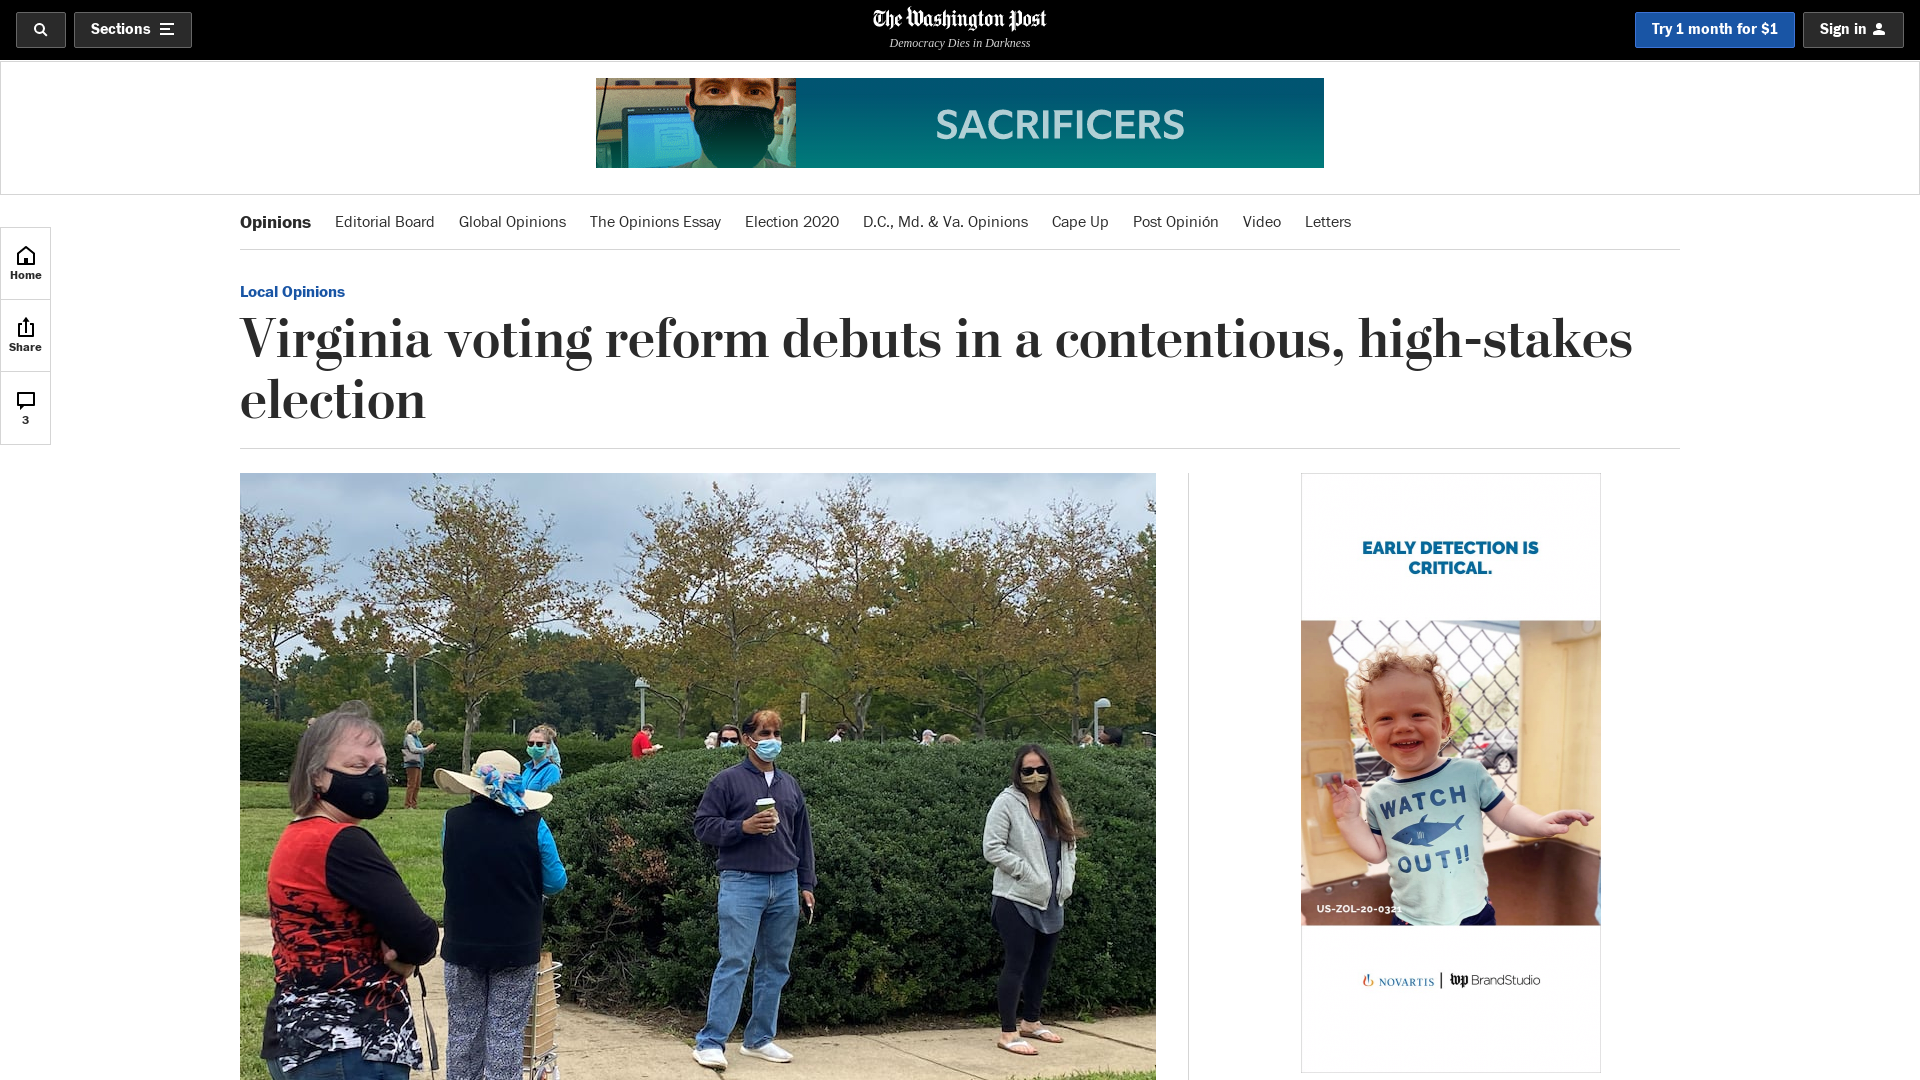 Sections
The Washington Post
Democracy Dies in Darkness
Try 1 month for $1
Sign in
SACRIFICERS
Opinions
Editorial Board
Global Opinions
The Opinions Essay
Election 2020
D.C., Md. & Va. Opinions
Cape Up
Post Opinión
Video
Letters
Home
Share
3
Local Opinions
Virginia voting reform debuts in a contentious, high-stakes
election
EARLY DETECTION IS
CRITICAL.
WATCH
OUT!!
US-ZOL-20-0321
NOVARTIS | wp BrandStudio